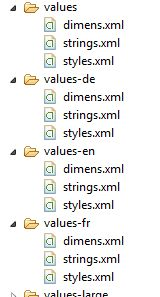 values
dimens.xml
strings.xml
styles.xml
values-de
dimens.xml
strings.xml
styles.xml
values-en
dimens.xml
strings.xml
styles.xml
values-fr
dimens.xml
strings.xml
styles.xml
values-large